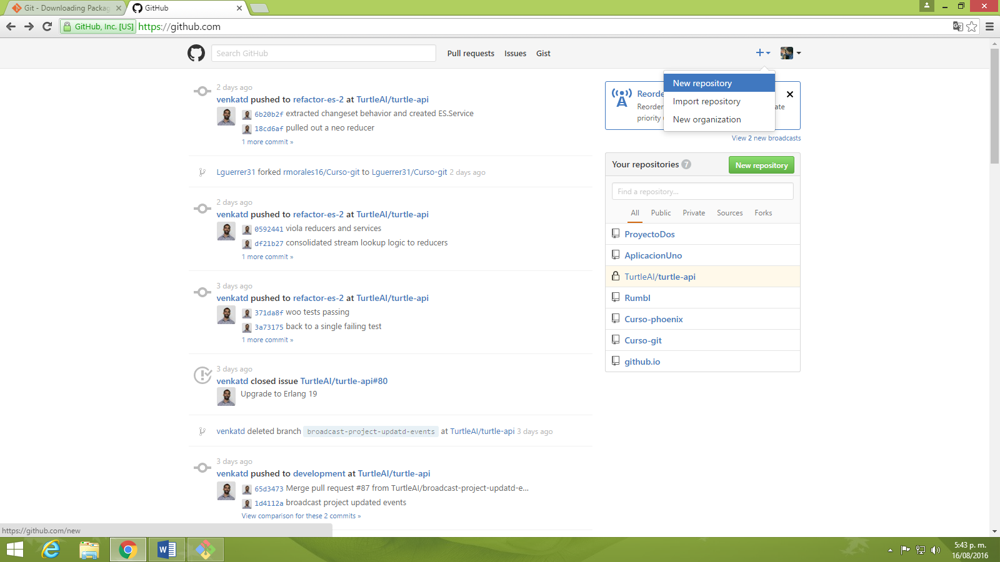 Git - Downloading Packag
GitHub
GitHub, Inc. [US]
https://github.com
Search GitHub
Pull requests
Issues
Gist
New repository
Import repository
New organization
2 days ago
venkatd pushed to refactor-es-2 at TurtleAI/turtle-api
6b20b2f extracted changeset behavior and created ES.Service
18cd6af pulled out a neo reducer
1 more commit »
Lguerrer31 forked rmorales16/Curso-git to Lguerrer31/Curso-git 2 days ago
2 days ago
venkatd pushed to refactor-es-2 at TurtleAI/turtle-api
0592441 viola reducers and services
df21b27 consolidated stream lookup logic to reducers
1 more commit »
3 days ago
venkatd pushed to refactor-es-2 at TurtleAI/turtle-api
371da8f woo tests passing
3a73175 back to a single failing test
1 more commit »
3 days ago
venkatd closed issue TurtleAI/turtle-api#80
Upgrade to Erlang 19
venkatd deleted branch broadcast-project-updatd-events at TurtleAI/turtle-api 3 days ago
3 days ago
venkatd pushed to development at TurtleAI/turtle-api
65d3473 Merge pull request #87 from TurtleAI/broadcast-project-updatd-e...
1d4112a broadcast project updated events
View comparison for these 2 commits »
Reorde
Reorder
ate
priority
View 2 new broadcasts
Your repositories 7
New repository
Find a repository...
All Public Private Sources Forks
ProyectoDos
AplicacionUno
TurtleAI/turtle-api
Rumbl
Curso-phoenix
Curso-git
github.io
https://github.com/new
5:43 p. m.
16/08/2016